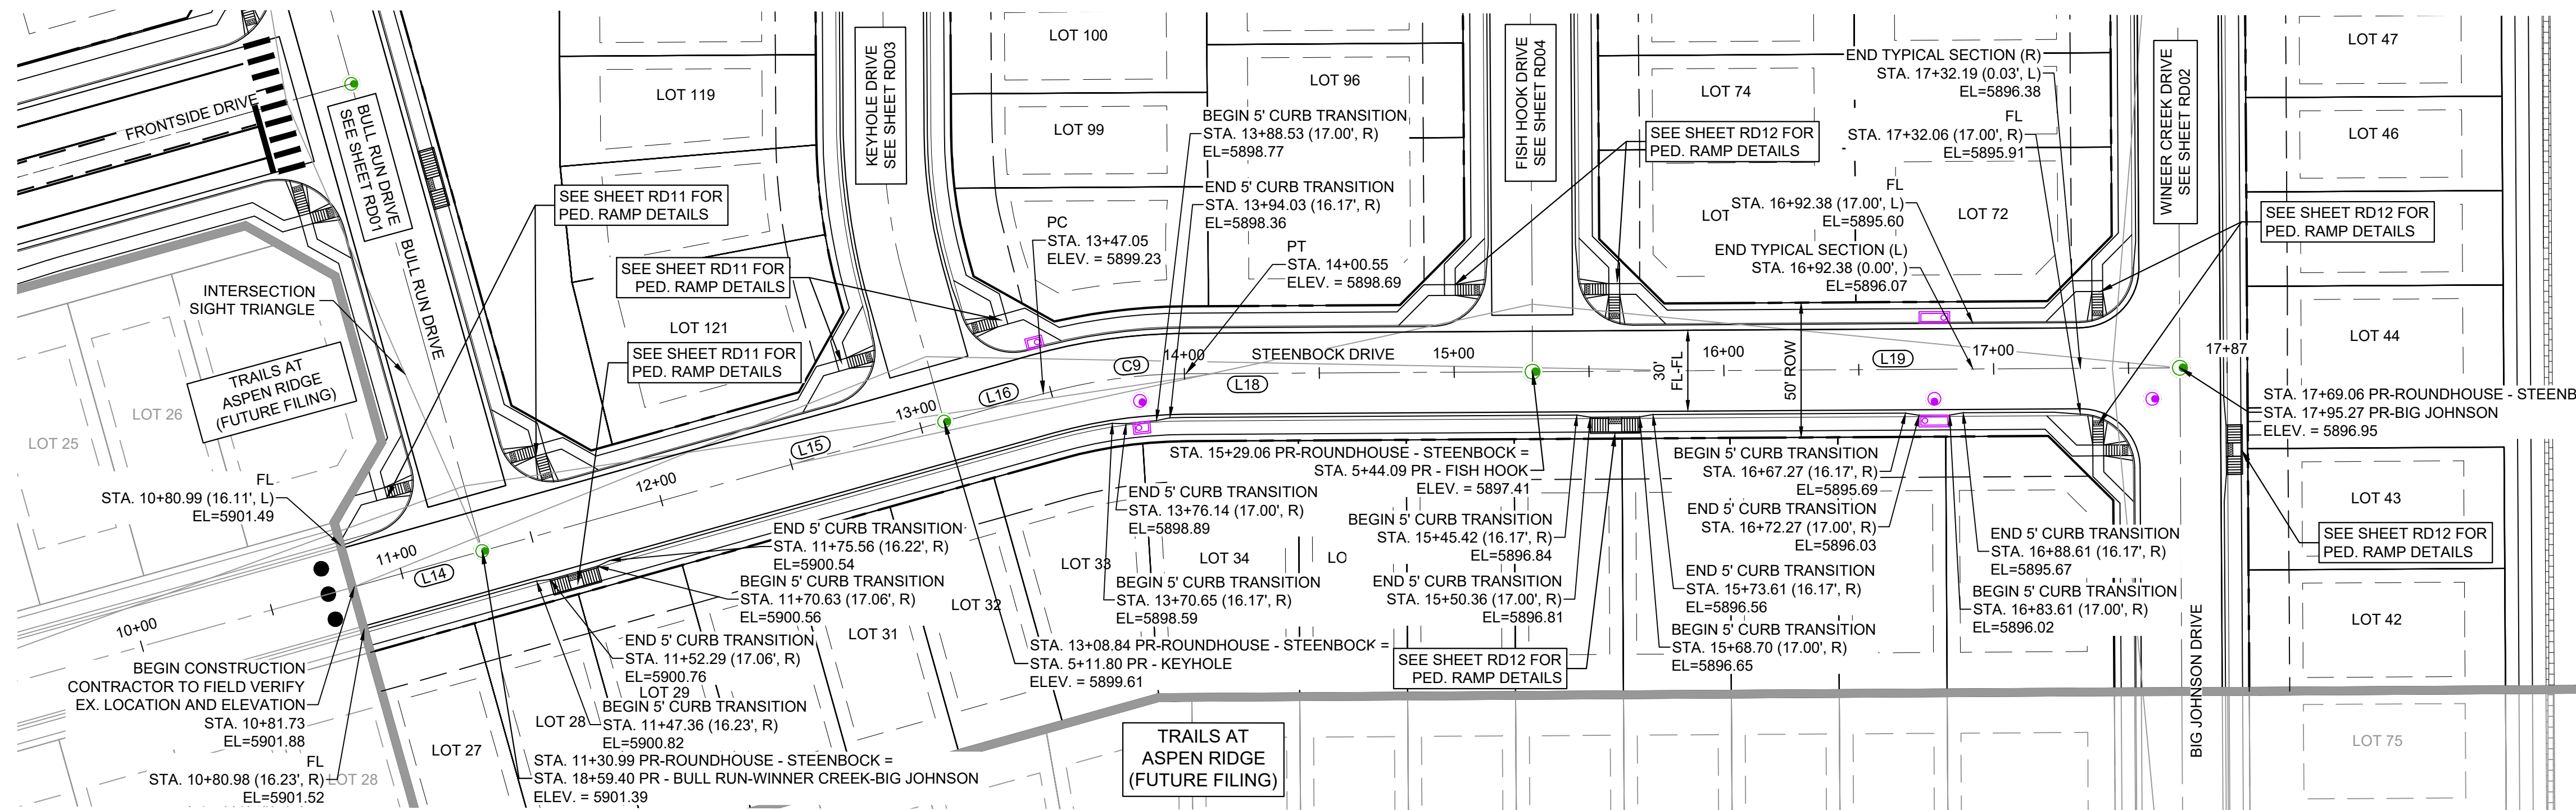 FRONTSIDE DRIVE
BULL RUN DRIVE
SEE SHEET RD01
BULL RUN DRIVE
INTERSECTION
SIGHT TRIANGLE
TRAILS AT
ASPEN RIDGE
(FUTURE FILING)
LOT 26
LOT 25
FL
STA. 10+80.99 (16.11', L)
EL=5901.49
10+00
11+00
L14
BEGIN CONSTRUCTION
CONTRACTOR TO FIELD VERIFY
EX. LOCATION AND ELEVATION
STA. 10+81.73
EL=5901.88
FL
STA. 10+80.98 (16.23', R)
EL=5901.52
LOT 28
LOT 27
LOT 28
LOT 29
SEE SHEET RD11 FOR
PED. RAMP DETAILS
LOT 119
SEE SHEET RD11 FOR
PED. RAMP DETAILS
LOT 121
SEE SHEET RD11 FOR
PED. RAMP DETAILS
12+00
L15
13+00
L16
END 5' CURB TRANSITION
STA. 11+75.56 (16.22', R)
EL=5900.54
BEGIN 5' CURB TRANSITION
STA. 11+70.63 (17.06', R)
EL=5900.56
END 5' CURB TRANSITION
STA. 11+52.29 (17.06', R)
EL=5900.76
BEGIN 5' CURB TRANSITION
STA. 11+47.36 (16.23', R)
EL=5900.82
STA. 11+30.99 PR-ROUNDHOUSE - STEENBOCK =
STA. 18+59.40 PR - BULL RUN-WINNER CREEK-BIG JOHNSON
ELEV. = 5901.39
LOT 31
LOT 32
LOT 33
LOT 34
LO
KEYHOLE DRIVE
SEE SHEET RD03
LOT 100
LOT 99
LOT 96
PC
STA. 13+47.05
ELEV. = 5899.23
BEGIN 5' CURB TRANSITION
STA. 13+88.53 (17.00', R)
EL=5898.77
END 5' CURB TRANSITION
STA. 13+94.03 (16.17', R)
EL=5898.36
PT
STA. 14+00.55
ELEV. = 5898.69
C9
14+00
L18
STEENBOCK DRIVE
15+00
16+00
L19
17+00
17+87
30'
FL-FL
50' ROW
STA. 15+29.06 PR-ROUNDHOUSE - STEENBOCK =
STA. 5+44.09 PR - FISH HOOK
ELEV. = 5897.41
END 5' CURB TRANSITION
STA. 13+76.14 (17.00', R)
EL=5898.89
BEGIN 5' CURB TRANSITION
STA. 13+70.65 (16.17', R)
EL=5898.59
STA. 13+08.84 PR-ROUNDHOUSE - STEENBOCK =
STA. 5+11.80 PR - KEYHOLE
ELEV. = 5899.61
BEGIN 5' CURB TRANSITION
STA. 15+45.42 (16.17', R)
EL=5896.84
END 5' CURB TRANSITION
STA. 15+50.36 (17.00', R)
EL=5896.81
SEE SHEET RD12 FOR
PED. RAMP DETAILS
TRAILS AT
ASPEN RIDGE
(FUTURE FILING)
FISH HOOK DRIVE
SEE SHEET RD04
SEE SHEET RD12 FOR
PED. RAMP DETAILS
LOT 74
LOT
LOT 72
END TYPICAL SECTION (R)
STA. 17+32.19 (0.03', L)
EL=5896.38
FL
STA. 17+32.06 (17.00', R)
EL=5895.91
FL
STA. 16+92.38 (17.00', L)
EL=5895.60
END TYPICAL SECTION (L)
STA. 16+92.38 (0.00', )
EL=5896.07
BEGIN 5' CURB TRANSITION
STA. 16+67.27 (16.17', R)
EL=5895.69
END 5' CURB TRANSITION
STA. 16+72.27 (17.00', R)
EL=5896.03
END 5' CURB TRANSITION
STA. 15+73.61 (16.17', R)
EL=5896.56
BEGIN 5' CURB TRANSITION
STA. 15+68.70 (17.00', R)
EL=5896.65
END 5' CURB TRANSITION
STA. 16+88.61 (16.17', R)
EL=5895.67
BEGIN 5' CURB TRANSITION
STA. 16+83.61 (17.00', R)
EL=5896.02
WINEER CREEK DRIVE
SEE SHEET RD02
SEE SHEET RD12 FOR
PED. RAMP DETAILS
STA. 17+69.06 PR-ROUNDHOUSE - STEENB
STA. 17+95.27 PR-BIG JOHNSON
ELEV. = 5896.95
SEE SHEET RD12 FOR
PED. RAMP DETAILS
BIG JOHNSON DRIVE
LOT 47
LOT 46
LOT 44
LOT 43
LOT 42
LOT 75